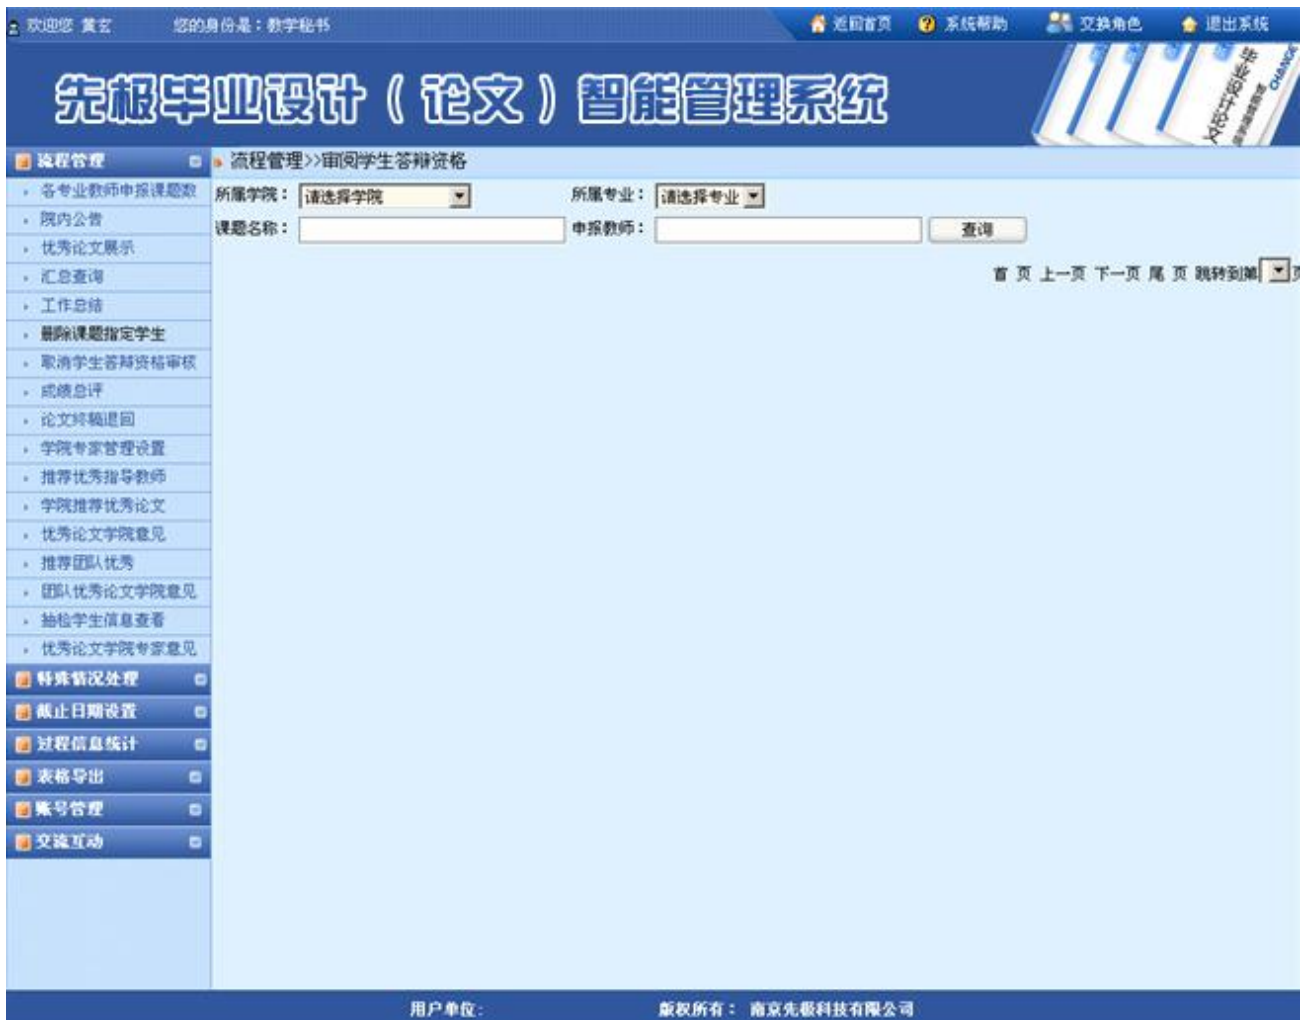 欢迎您 黄玄 您的身份是：教学秘书 返回首页 系统帮助 交换角色 退出系统
先极毕业设计（论文）智能管理系统
毕业设计论文
CHANCE
流程管理
流程管理>>审阅学生答辩资格
各专业教师申报课题数
所属学院： 请选择学院 所属专业： 请选择专业
院内公告
课题名称： 申报教师： 查询
优秀论文展示
汇总查询
首 页 上一页 下一页 尾 页 跳转到第 页
工作总结
删除课题指定学生
取消学生答辩资格审核
成绩总评
论文终稿退回
学院专家管理设置
推荐优秀指导教师
学院推荐优秀论文
优秀论文学院意见
推荐团队优秀
团队优秀论文学院意见
抽检学生信息查看
优秀论文学院专家意见
特殊情况处理
截止日期设置
过程信息统计
表格导出
账号管理
交流互动
用户单位： 版权所有： 南京先极科技有限公司